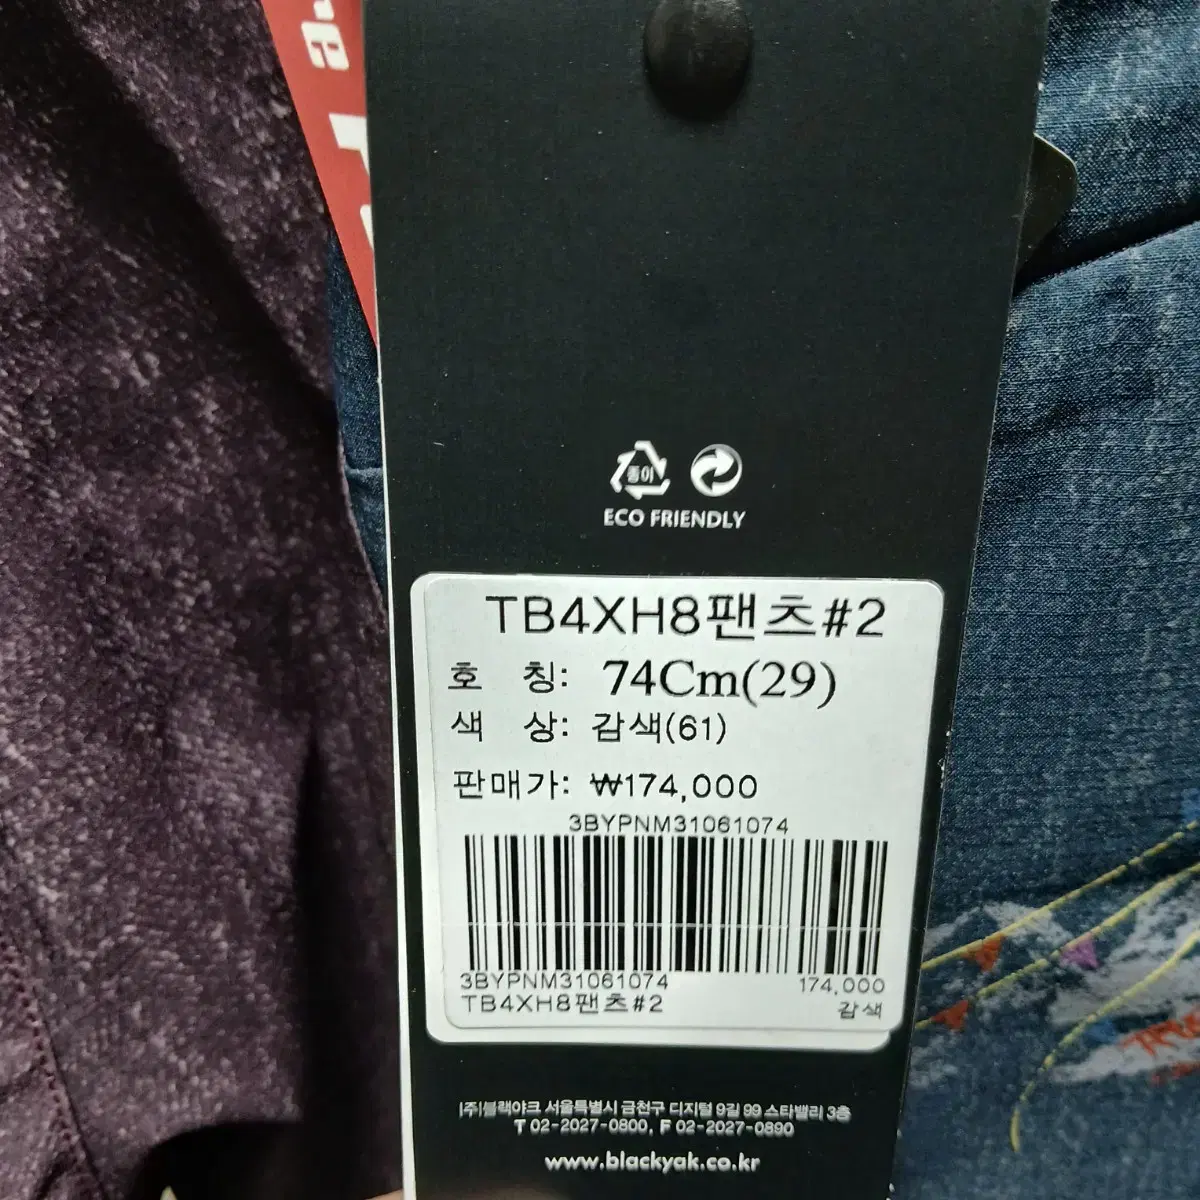 종이
ECO FRIENDLY
TB4XH8팬츠#2
호 칭: 74Cm(29)
색 상: 감색(61)
판매가: ₩174,000
3BYPNM31061074
3BYPNM31061074 174,000
TB4XH8팬츠#2 감색
(주)블랙야크 서울특별시 금천구 디지털 9길 99 스타밸리 3층
T 02-2027-0800, F 02-2027-0890
www.blackyak.co.kr